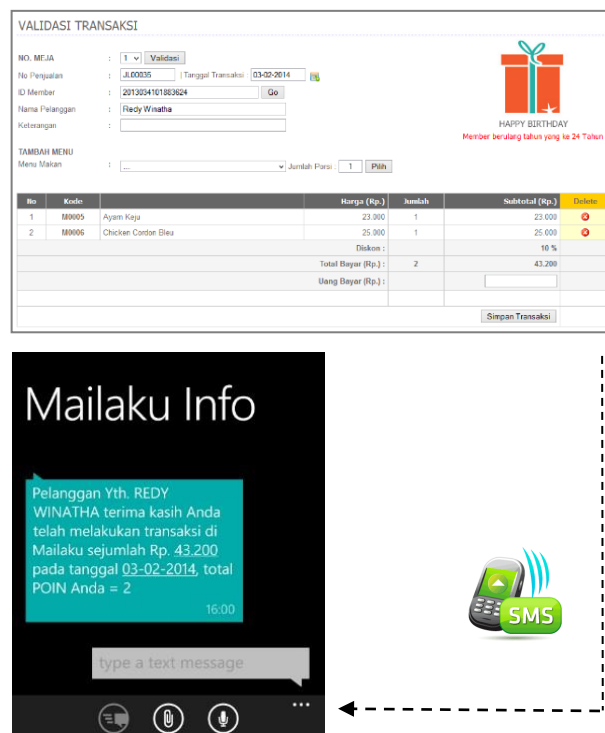 VALIDASI TRANSAKSI
NO. MEJA : 1 Validasi
No Penjualan : JL00035 | Tanggal Transaksi : 03-02-2014
ID Member : 2013034101883624 Go
Nama Pelanggan : Redy Winatha
Keterangan :
HAPPY BIRTHDAY
Member berulang tahun yang ke 24 Tahun
TAMBAH MENU
Menu Makan : ... Jumlah Porsi : 1 Pilih
No Kode Harga (Rp.) Jumlah Subtotal (Rp.) Delete
1 M0005 Ayam Keju 23.000 1 23.000
2 M0006 Chicken Cordon Bleu 25.000 1 25.000
Diskon : 10 %
Total Bayar (Rp.) : 2 43.200
Uang Bayar (Rp.) :
Simpan Transaksi
Mailaku Info
Pelanggan Yth. REDY
WINATHA terima kasih Anda
telah melakukan transaksi di
Mailaku sejumlah Rp. 43.200
pada tanggal 03-02-2014, total
POIN Anda = 2
16:00
SMS
type a text message